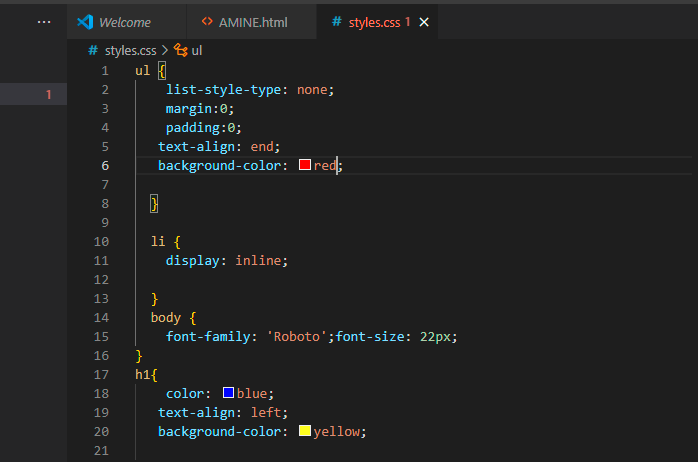 ··· Welcome AMINE.html styles.css 1 ×
# styles.css > ul
1 ul {
1 2 list-style-type: none;
3 margin:0;
4 padding:0;
5 text-align: end;
6 background-color: red;
7
8 }
9
10 li {
11 display: inline;
12
13 }
14 body {
15 font-family: 'Roboto';font-size: 22px;
16 }
17 h1{
18 color: blue;
19 text-align: left;
20 background-color: yellow;
21